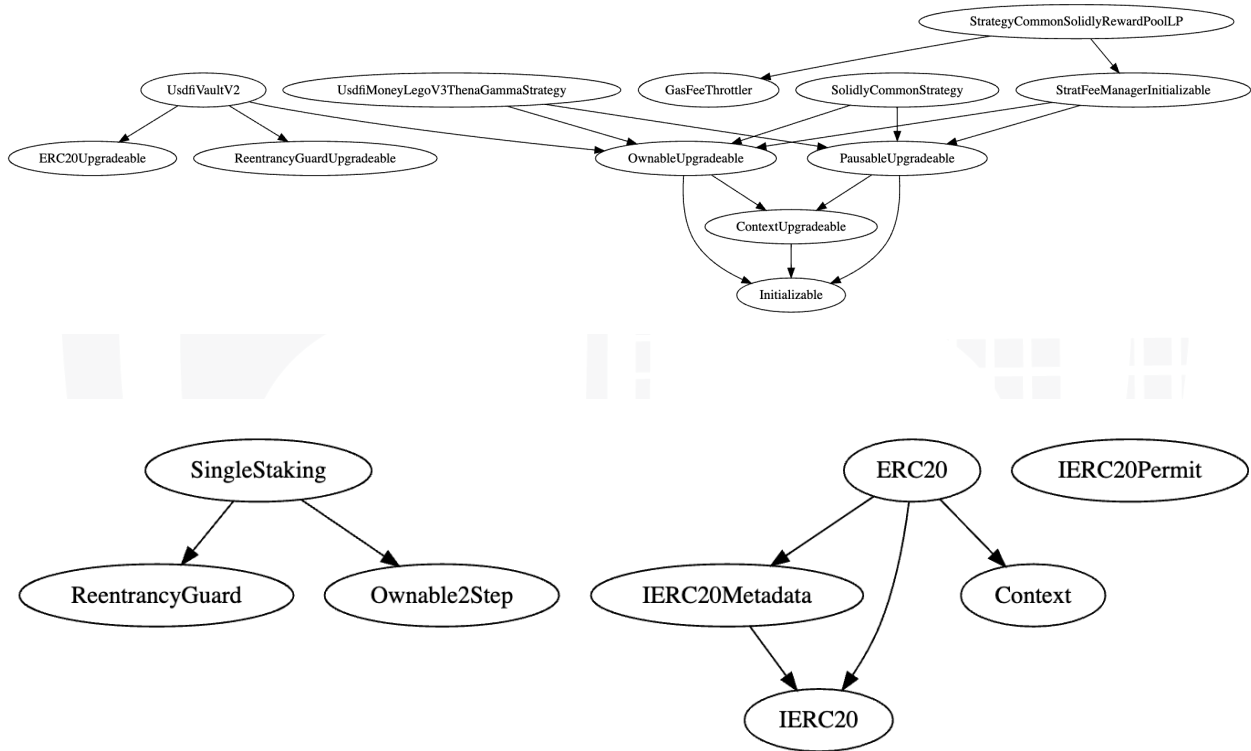 StrategyCommonSolidlyRewardPoolLP
UsdfiVaultV2 UsdfiMoneyLegoV3ThenaGammaStrategy GasFeeThrottler SolidlyCommonStrategy StratFeeManagerInitializable
ERC20Upgradeable ReentrancyGuardUpgradeable OwnableUpgradeable PausableUpgradeable
ContextUpgradeable
Initializable
SingleStaking ERC20 IERC20Permit
ReentrancyGuard Ownable2Step IERC20Metadata Context
IERC20